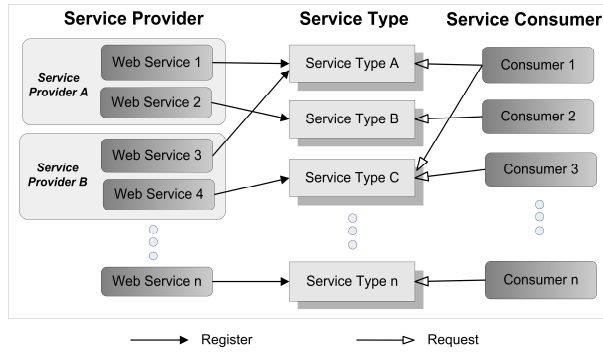 Service Provider
Service Type
Service Consumer
Service Provider A
Web Service 1
Web Service 2
Service Type A
Consumer 1
Service Type B
Consumer 2
Service Provider B
Web Service 3
Web Service 4
Service Type C
Consumer 3
Web Service n
Service Type n
Consumer n
Register
Request